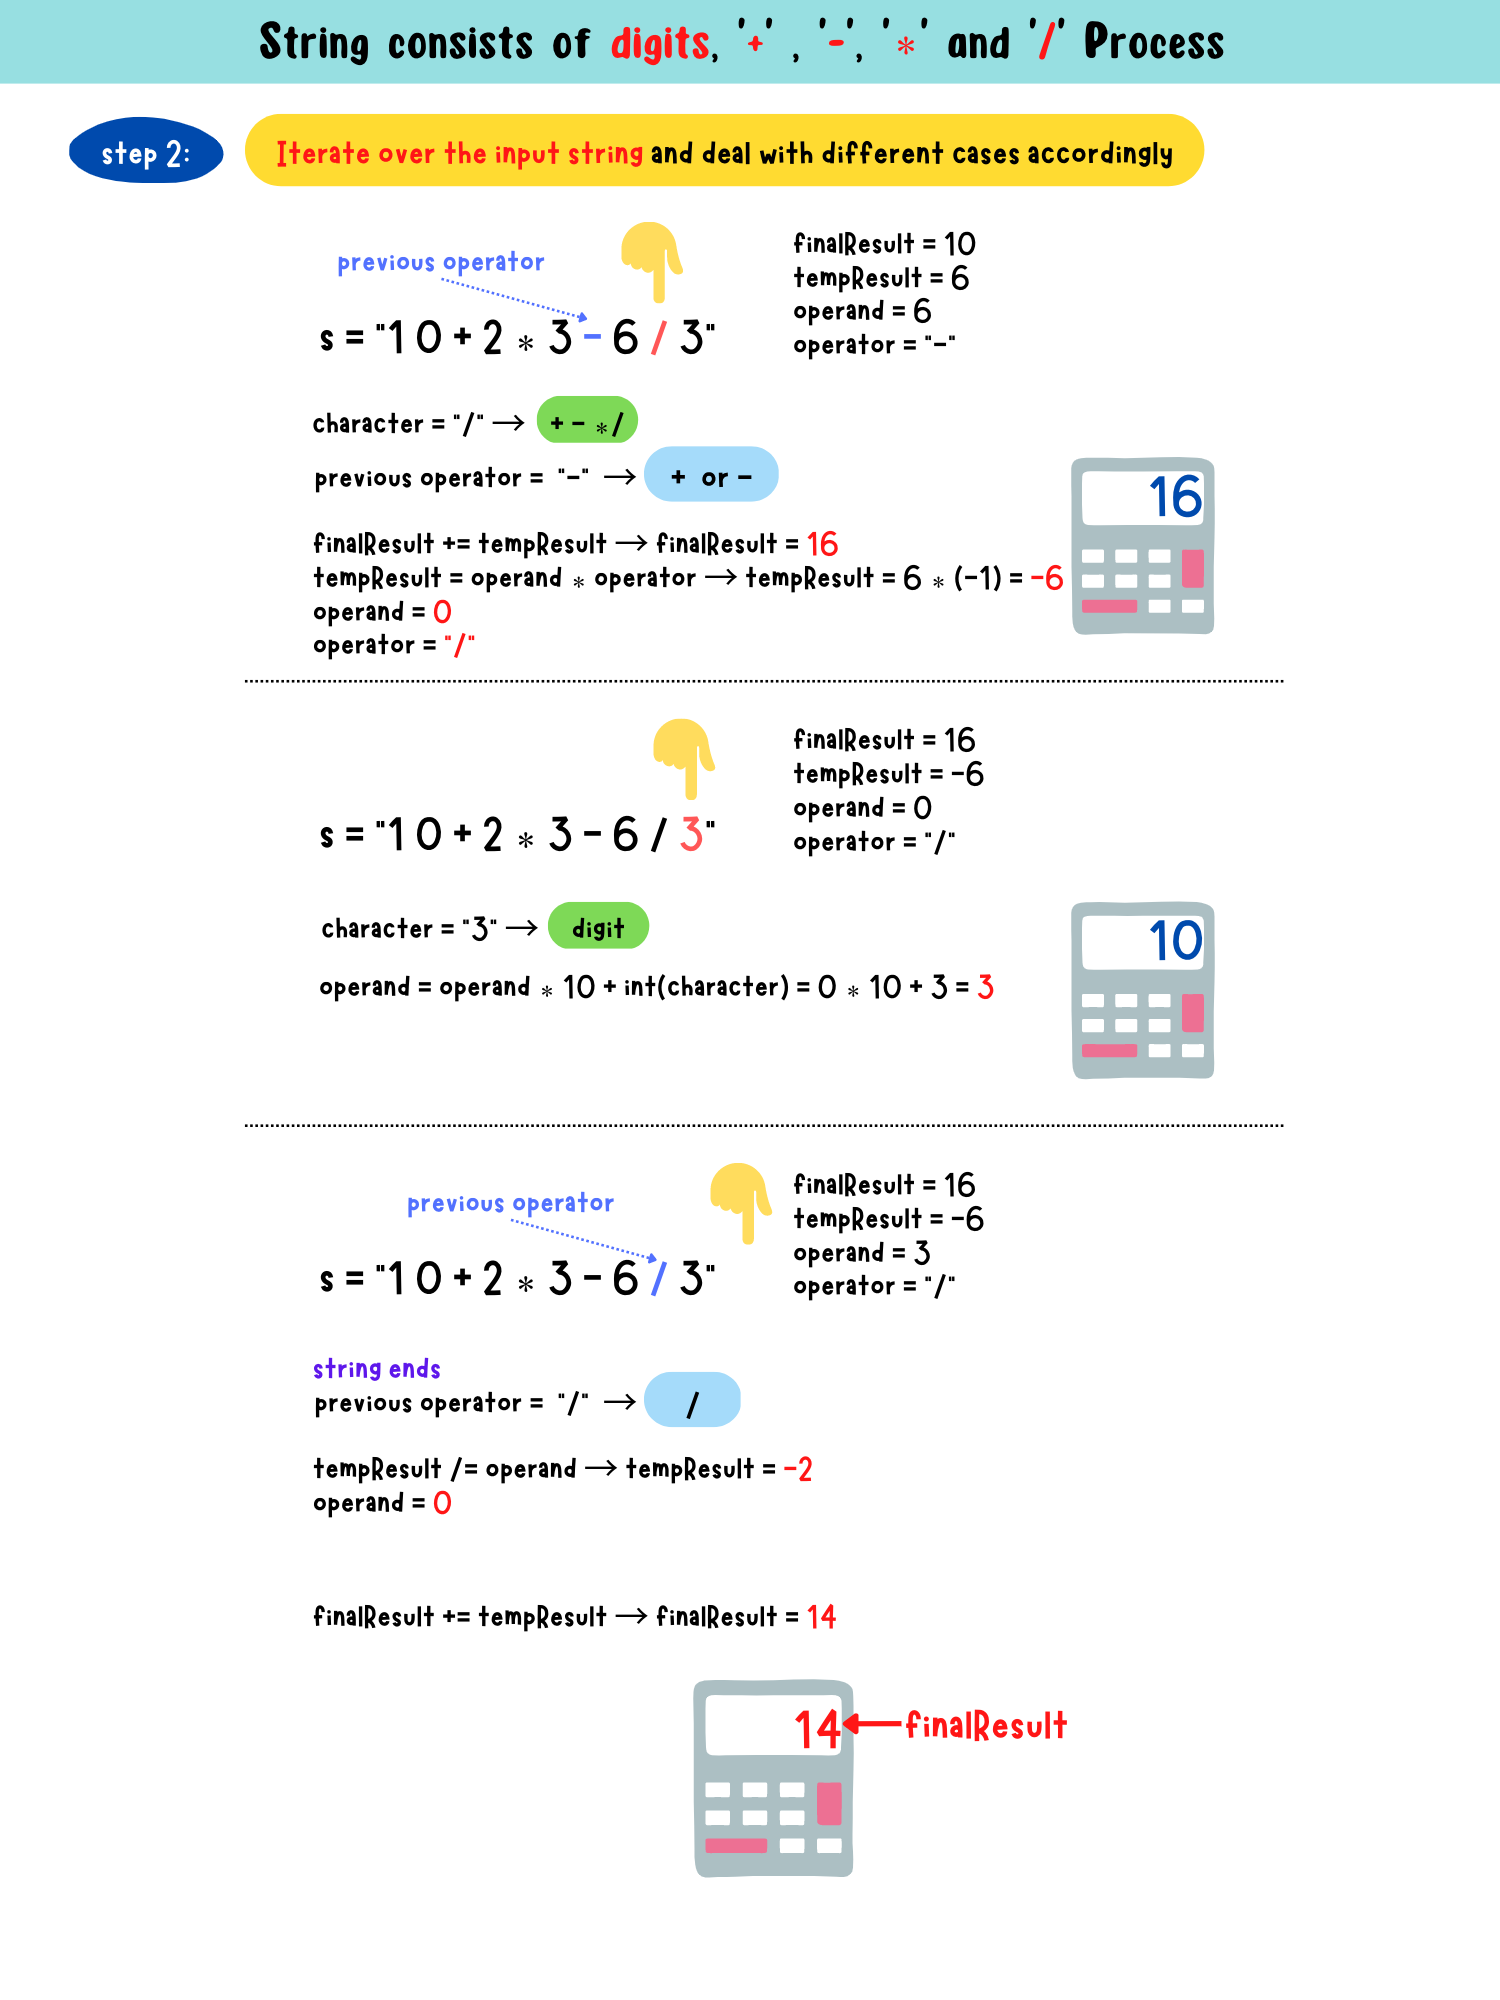 String consists of digits, '+' , '-', '*' and '/' Process
step 2:
Iterate over the input string and deal with different cases accordingly
previous operator
s = "10 + 2 * 3 - 6 / 3"
finalResult = 10
tempResult = 6
operand = 6
operator = "-"
character = "/" → + - * /
previous operator = "-" → + or -
finalResult += tempResult → finalResult = 16
tempResult = operand * operator → tempResult = 6 * (-1) = -6
operand = 0
operator = "/"
16
s = "10 + 2 * 3 - 6 / 3"
finalResult = 16
tempResult = -6
operand = 0
operator = "/"
character = "3" → digit
operand = operand * 10 + int(character) = 0 * 10 + 3 = 3
10
previous operator
s = "10 + 2 * 3 - 6 / 3"
finalResult = 16
tempResult = -6
operand = 3
operator = "/"
string ends
previous operator = "/" → /
tempResult /= operand → tempResult = -2
operand = 0
finalResult += tempResult → finalResult = 14
14
finalResult